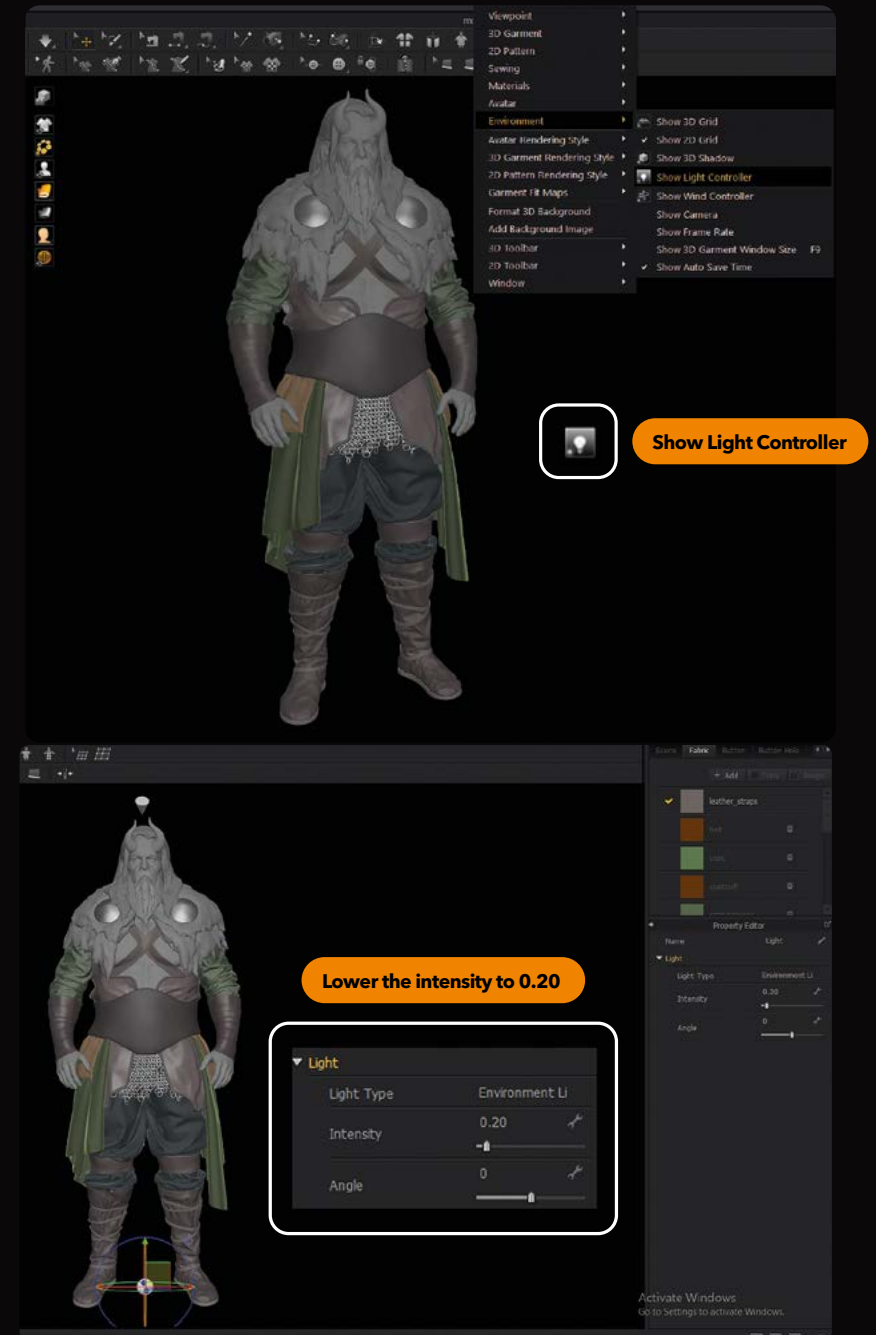 Viewpoint
3D Garment
2D Pattern
Sewing
Materials
Avatar
Environment
Avatar Rendering Style
3D Garment Rendering Style
2D Pattern Rendering Style
Garment Fit Maps
Format 3D Background
Add Background Image
3D Toolbar
2D Toolbar
Window
Show 3D Grid
Show 2D Grid
Show 3D Shadow
Show Light Controller
Show Wind Controller
Show Camera
Show Frame Rate
Show 3D Garment Window Size F9
Show Auto Save Time
Show Light Controller
Fabric Button Button Hole
+ Add Copy Assign
leather_straps
Property Editor
Name Light
Light
Light Type Environment Li
Intensity 0.20
Angle 0
Lower the intensity to 0.20
Light
Light Type Environment Li
Intensity 0.20
Angle 0
Activate Windows
Go to Settings to activate Windows.